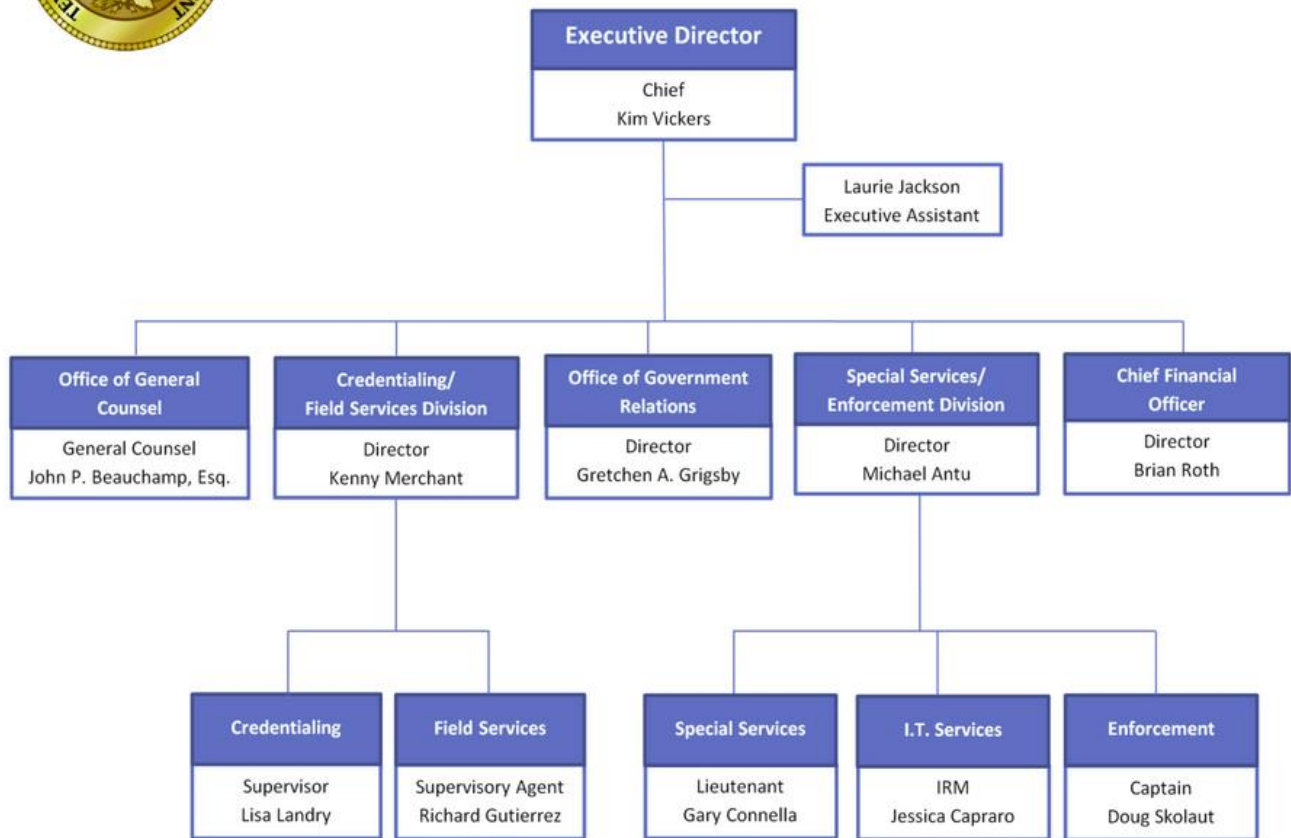 Executive Director
Chief
Kim Vickers
Laurie Jackson
Executive Assistant
Office of General
Counsel
General Counsel
John P. Beauchamp, Esq.
Credentialing/
Field Services Division
Director
Kenny Merchant
Office of Government
Relations
Director
Gretchen A. Grigsby
Special Services/
Enforcement Division
Director
Michael Antu
Chief Financial
Officer
Director
Brian Roth
Credentialing
Supervisor
Lisa Landry
Field Services
Supervisory Agent
Richard Gutierrez
Special Services
Lieutenant
Gary Connella
I.T. Services
IRM
Jessica Capraro
Enforcement
Captain
Doug Skolaut